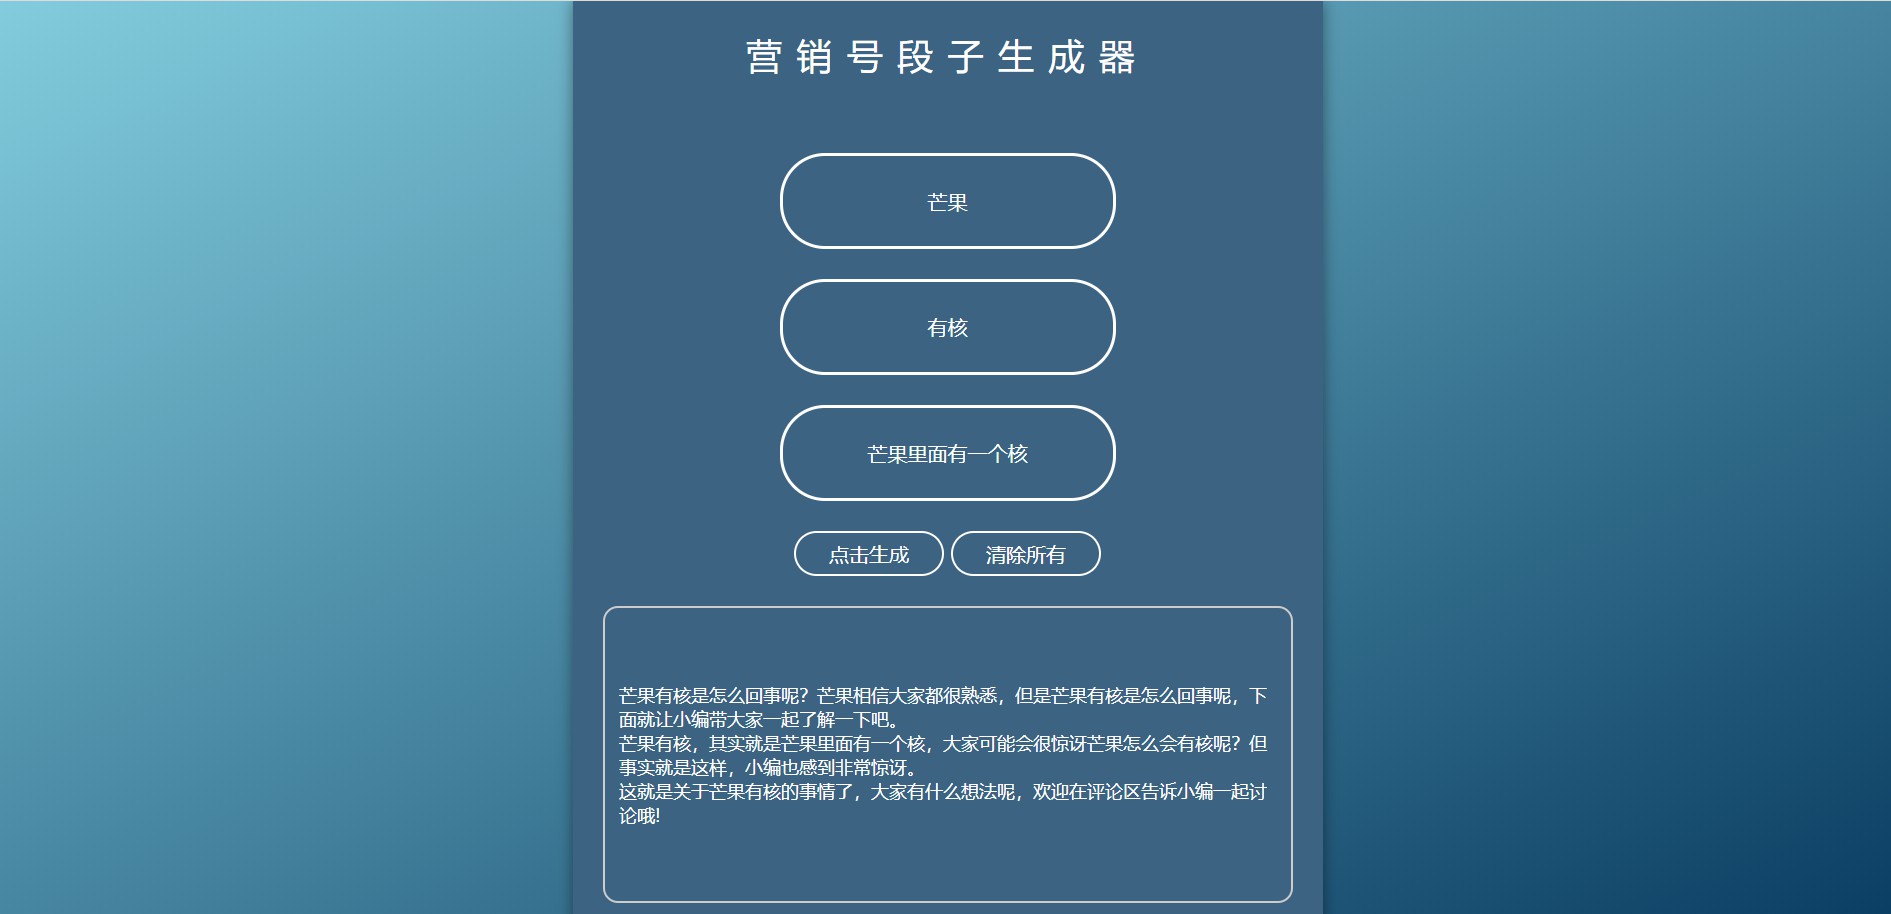 营销号段子生成器
芒果
有核
芒果里面有一个核
点击生成 清除所有
芒果有核是怎么回事呢？芒果相信大家都很熟悉，但是芒果有核是怎么回事呢，下
面就让小编带大家一起了解一下吧。
芒果有核，其实就是芒果里面有一个核，大家可能会很惊讶芒果怎么会有核呢？但
事实就是这样，小编也感到非常惊讶。
这就是关于芒果有核的事情了，大家有什么想法呢，欢迎在评论区告诉小编一起讨
论哦!